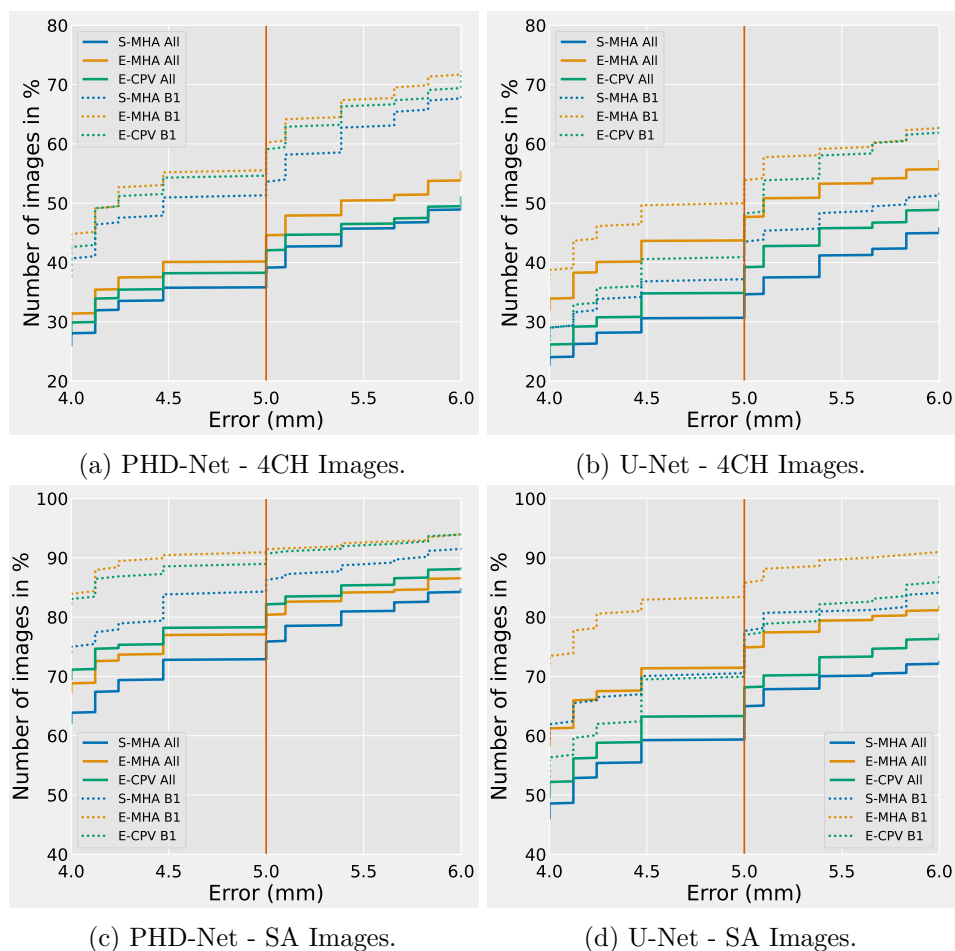 80
70
60
50
40
30
20
Number of images in %
S-MHA All
E-MHA All
E-CPV All
S-MHA B1
E-MHA B1
E-CPV B1
4.0 4.5 5.0 5.5 6.0
Error (mm)
(a) PHD-Net - 4CH Images.
80
70
60
50
40
30
20
Number of images in %
S-MHA All
E-MHA All
E-CPV All
S-MHA B1
E-MHA B1
E-CPV B1
4.0 4.5 5.0 5.5 6.0
Error (mm)
(b) U-Net - 4CH Images.
100
90
80
70
60
50
40
Number of images in %
S-MHA All
E-MHA All
E-CPV All
S-MHA B1
E-MHA B1
E-CPV B1
4.0 4.5 5.0 5.5 6.0
Error (mm)
(c) PHD-Net - SA Images.
100
90
80
70
60
50
40
Number of images in %
S-MHA All
E-MHA All
E-CPV All
S-MHA B1
E-MHA B1
E-CPV B1
4.0 4.5 5.0 5.5 6.0
Error (mm)
(d) U-Net - SA Images.